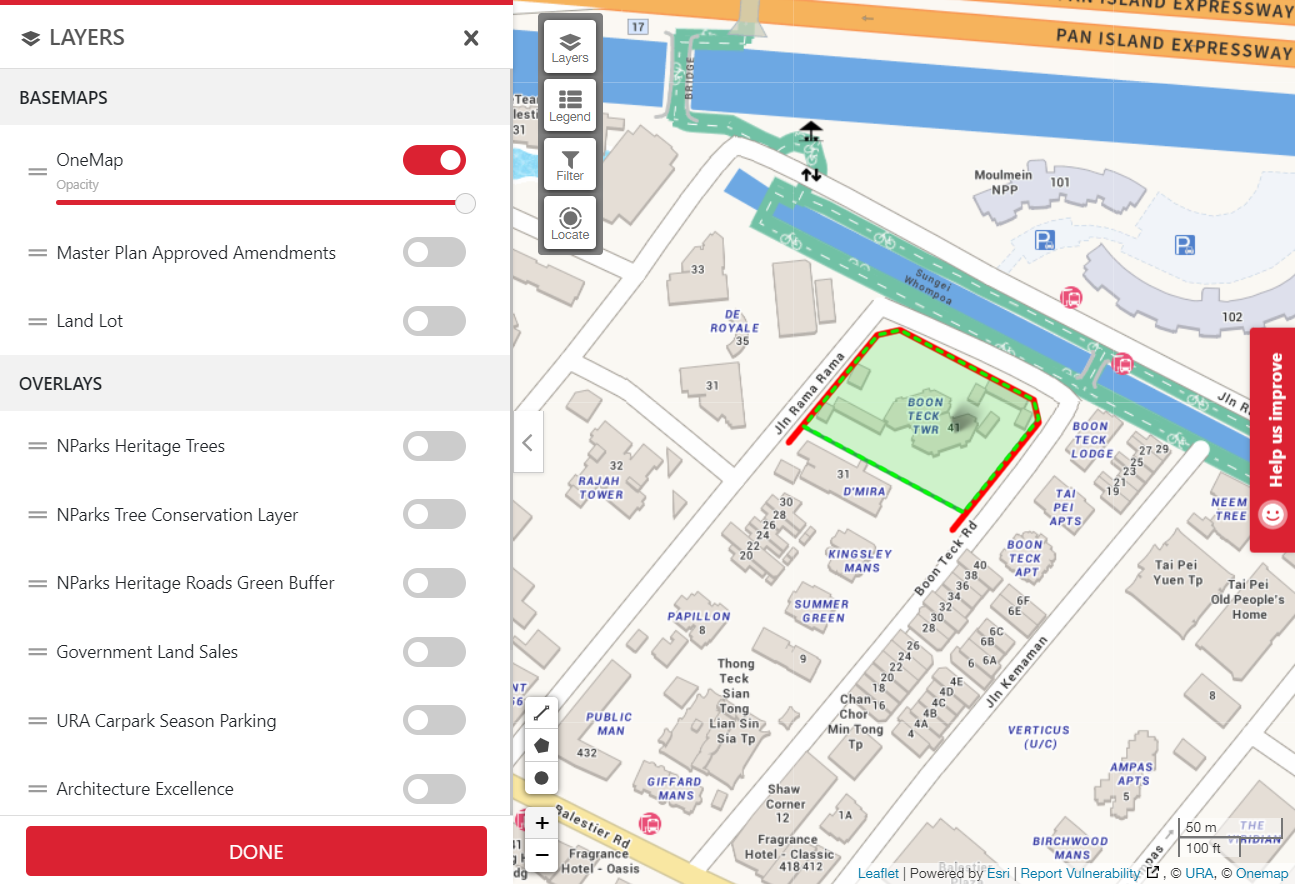 LAYERS
BASEMAPS
OneMap
Opacity
Master Plan Approved Amendments
Land Lot
OVERLAYS
NParks Heritage Trees
NParks Tree Conservation Layer
NParks Heritage Roads Green Buffer
Government Land Sales
URA Carpark Season Parking
Architecture Excellence
DONE
Layers
Legend
Filter
Locate
17
PAN ISLAND EXPRESSWAY
PAN ISLAND EXPRESSWAY
BRIDGE
31
Moulmein
NPP
101
102
Sungei
Whompoa
33
DE
ROYALE
35
31
Jln Rama Rama
BOON
TECK
TWR
41
BOON
TECK
LODGE
27 29
25
23
21
19
32
RAJAH
TOWER
31
D'MIRA
30
28
26
24
22
20
KINGSLEY
MANS
TAI
PEI
APTS
NEEM
TREE
BOON
TECK
APT
Boon Teck Rd
Tai Pei
Yuen Tp
Tai Pei
Old People's
Home
SUMMER
GREEN
PAPILLON
8
9
40
38
36
34
32
30
28
26
24
22
20
18
16
6F
6E
6C
6B
6A
6
4E
4D
4C
4B
4A
4
Jln Kemaman
Thong
Teck
Sian
Tong
Lian Sin
Sia Tp
Chan
Chor
Min Tong
Tp
8
PUBLIC
MAN
432
VERTICUS
(U/C)
AMPAS
APTS
5
GIFFARD
MANS
Shaw
Corner
12
1A
Balestier Rd
Fragrance
Hotel - Oasis
Fragrance
Hotel - Classic
418 412
BIRCHWOOD
MANS
THE
VIRIDIAN
50 m
100 ft
Help us improve
Leaflet | Powered by Esri | Report Vulnerability , © URA, © Onemap